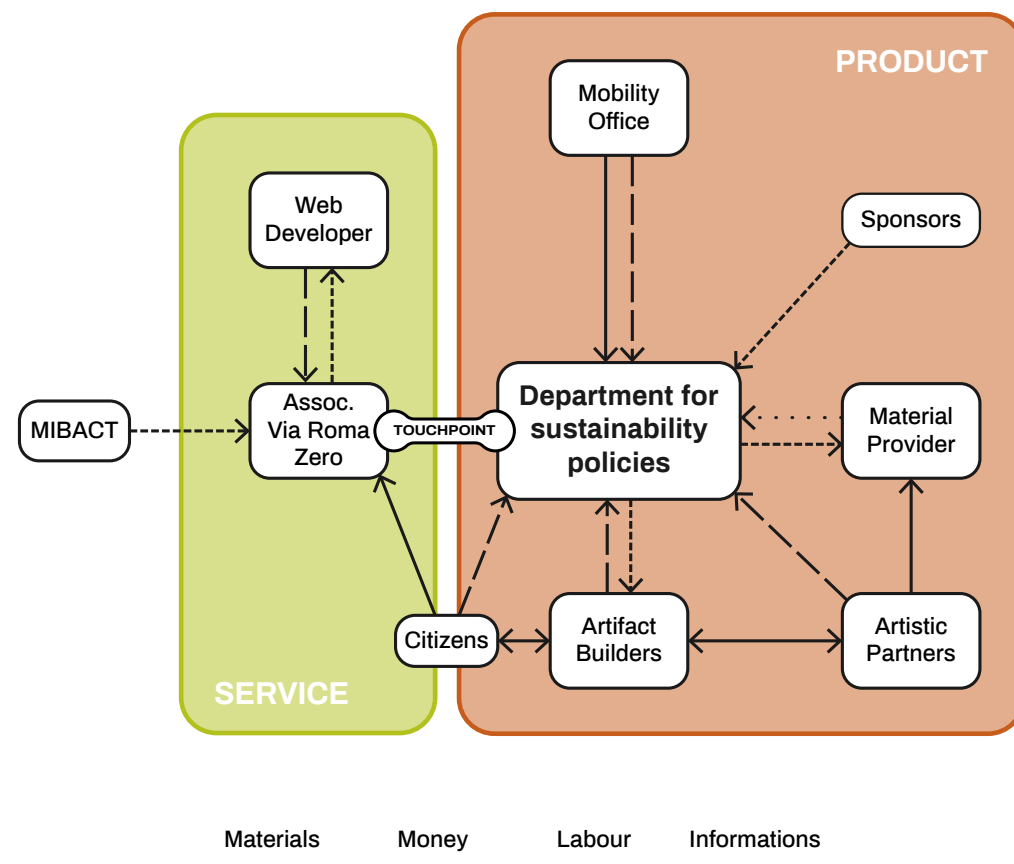 PRODUCT
Mobility
Office
Web
Developer
Sponsors
MIBACT
Assoc.
Via Roma
Zero
TOUCHPOINT
Department for
sustainability
policies
Material
Provider
Citizens
Artifact
Builders
Artistic
Partners
SERVICE
Materials
Money
Labour
Informations